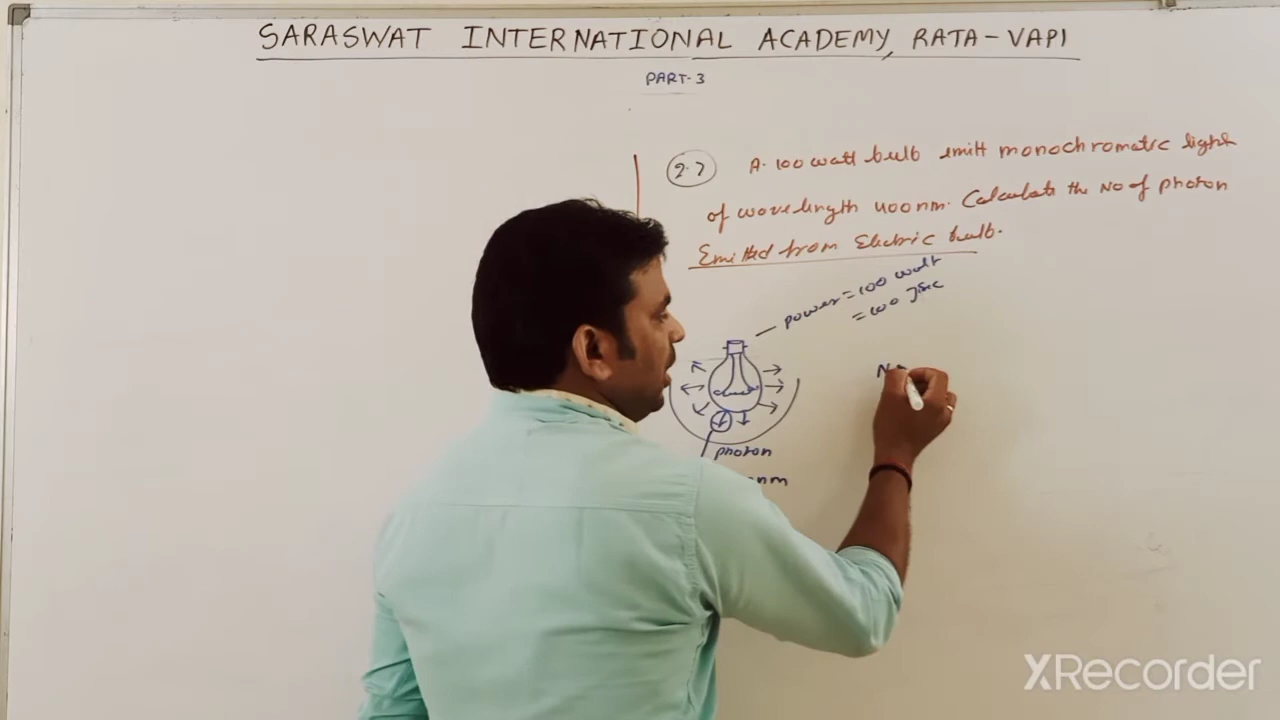 SARASWAT INTERNATIONAL ACADEMY, RATA-VAPI
PART-3
2.7 A 100 watt bulb emitt monochromatic light
of wavelength 400nm. Calculate the No of photon
Emitted from Electric bulb.
power = 100 watt
= 100 J/sec
N
photon
nm
XRecorder